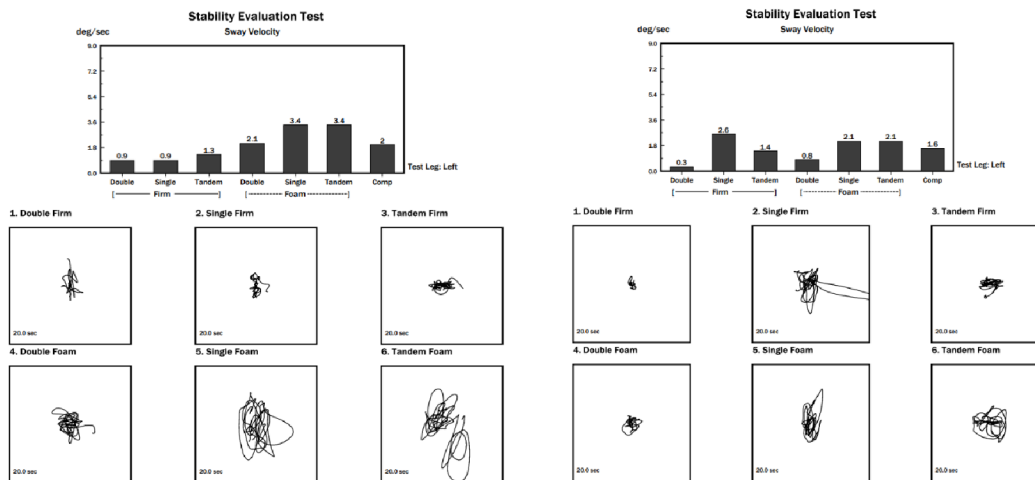 Stability Evaluation Test
deg/sec
Sway Velocity
9.0
7.2
5.4
3.6
1.8
0.0
0.9
0.9
1.3
2.1
3.4
3.4
2
Double Single Tandem Double Single Tandem Comp
Test Leg: Left
[ Firm ] [ Foam ]
1. Double Firm
2. Single Firm
3. Tandem Firm
20.0 sec
20.0 sec
20.0 sec
4. Double Foam
5. Single Foam
6. Tandem Foam
20.0 sec
20.0 sec
20.0 sec
Stability Evaluation Test
deg/sec
Sway Velocity
9.0
7.2
5.4
3.6
1.8
0.0
0.3
2.6
1.4
0.8
2.1
2.1
1.6
Double Single Tandem Double Single Tandem Comp
Test Leg: Left
[ Firm ] [ Foam ]
1. Double Firm
2. Single Firm
3. Tandem Firm
20.0 sec
20.0 sec
20.0 sec
4. Double Foam
5. Single Foam
6. Tandem Foam
20.0 sec
20.0 sec
20.0 sec